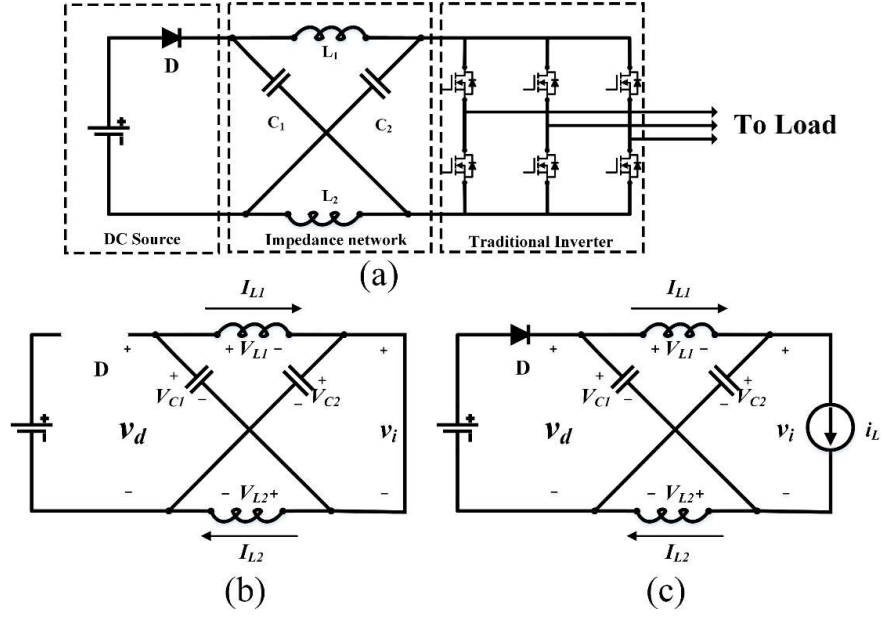 L1
D
C1
C2
To Load
L2
DC Source
Impedance network
Traditional Inverter
(a)
IL1
D
+
+ VL1 −
+
+
VC1
−
+
VC2
−
vd
vi
−
− VL2 +
−
IL2
(b)
IL1
D
+
+ VL1 −
+
+
VC1
−
+
VC2
−
vd
vi
iL
−
− VL2+
−
IL2
(c)